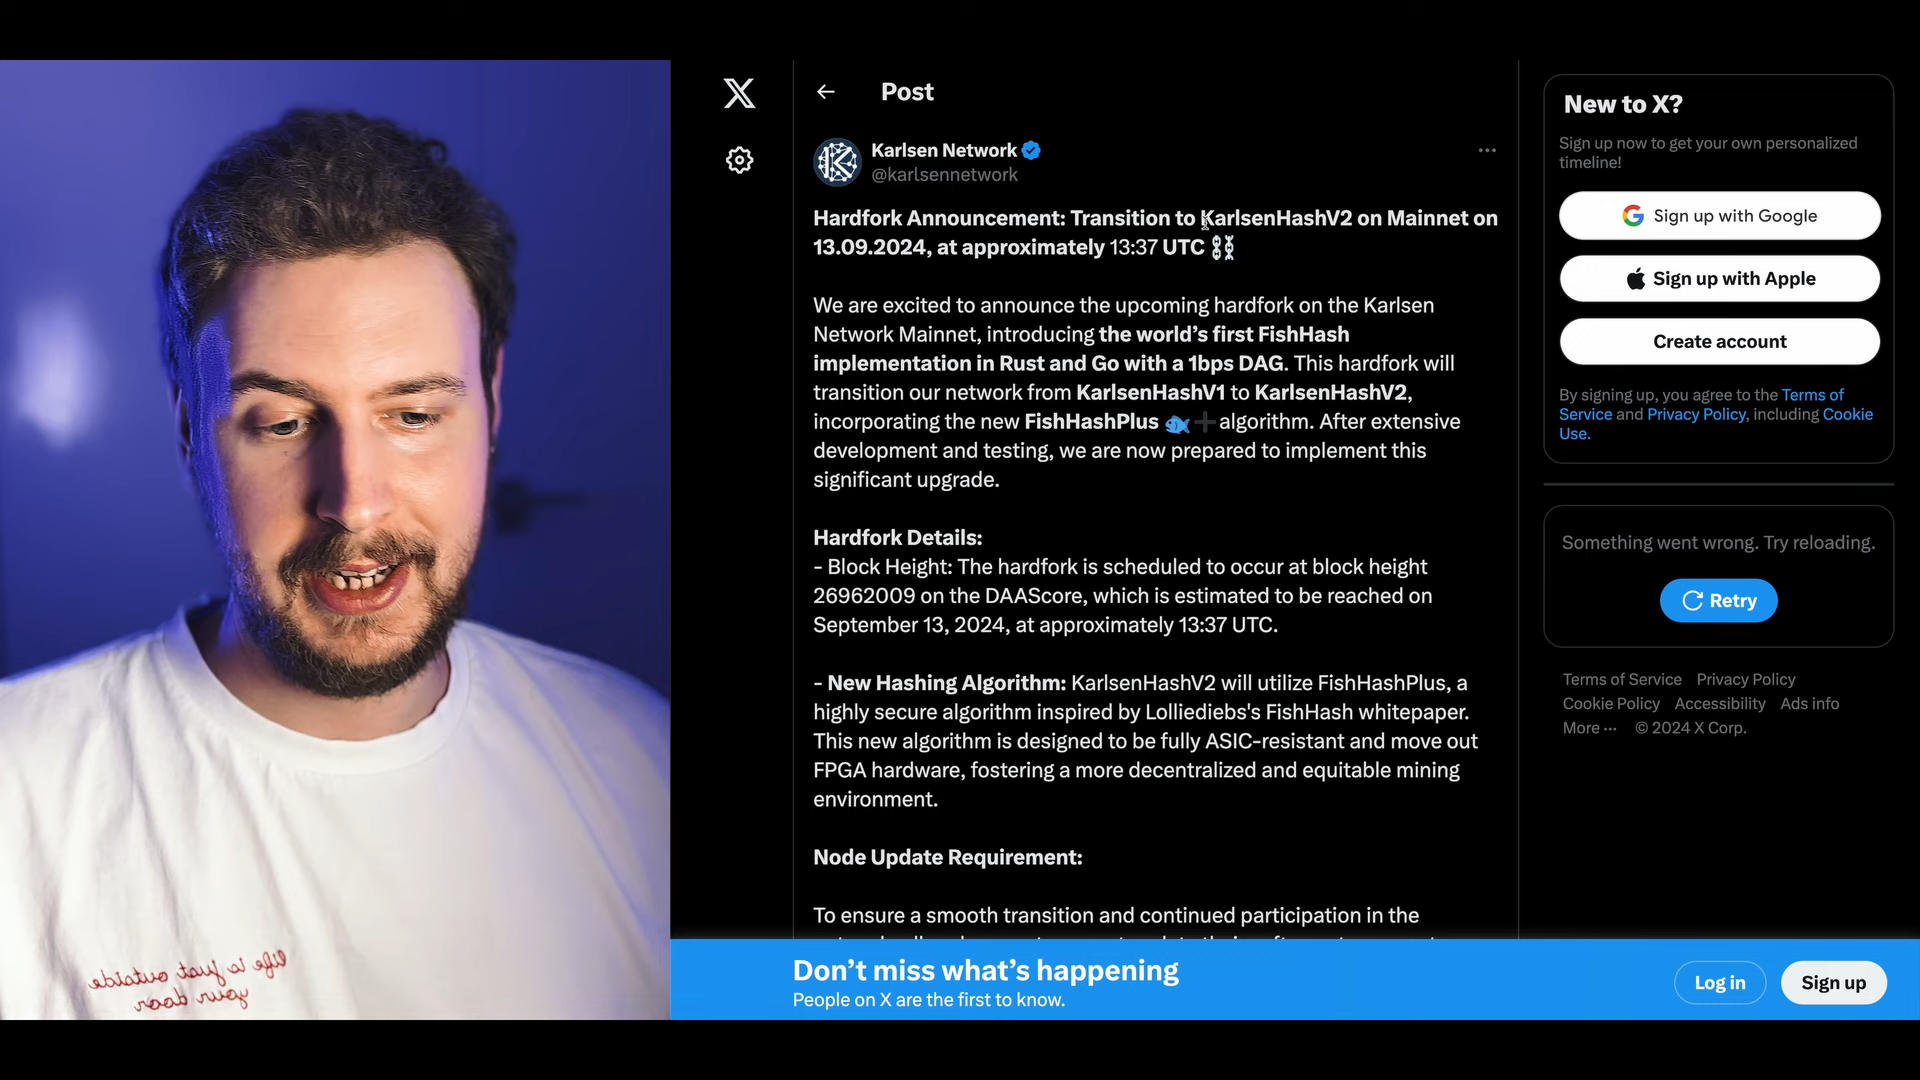 life is just outside
your door
Post
Karlsen Network
@karlsennetwork
Hardfork Announcement: Transition to KarlsenHashV2 on Mainnet on
13.09.2024, at approximately 13:37 UTC ⛓️⛓️
We are excited to announce the upcoming hardfork on the Karlsen
Network Mainnet, introducing the world’s first FishHash
implementation in Rust and Go with a 1bps DAG. This hardfork will
transition our network from KarlsenHashV1 to KarlsenHashV2,
incorporating the new FishHashPlus 🐟➕algorithm. After extensive
development and testing, we are now prepared to implement this
significant upgrade.
Hardfork Details:
- Block Height: The hardfork is scheduled to occur at block height
26962009 on the DAAScore, which is estimated to be reached on
September 13, 2024, at approximately 13:37 UTC.
- New Hashing Algorithm: KarlsenHashV2 will utilize FishHashPlus, a
highly secure algorithm inspired by Lolliediebs's FishHash whitepaper.
This new algorithm is designed to be fully ASIC-resistant and move out
FPGA hardware, fostering a more decentralized and equitable mining
environment.
Node Update Requirement:
To ensure a smooth transition and continued participation in the
New to X?
Sign up now to get your own personalized
timeline!
Sign up with Google
Sign up with Apple
Create account
By signing up, you agree to the Terms of
Service and Privacy Policy, including Cookie
Use.
Something went wrong. Try reloading.
Retry
Terms of Service Privacy Policy
Cookie Policy Accessibility Ads info
More ··· © 2024 X Corp.
Don’t miss what’s happening
People on X are the first to know.
Log in
Sign up